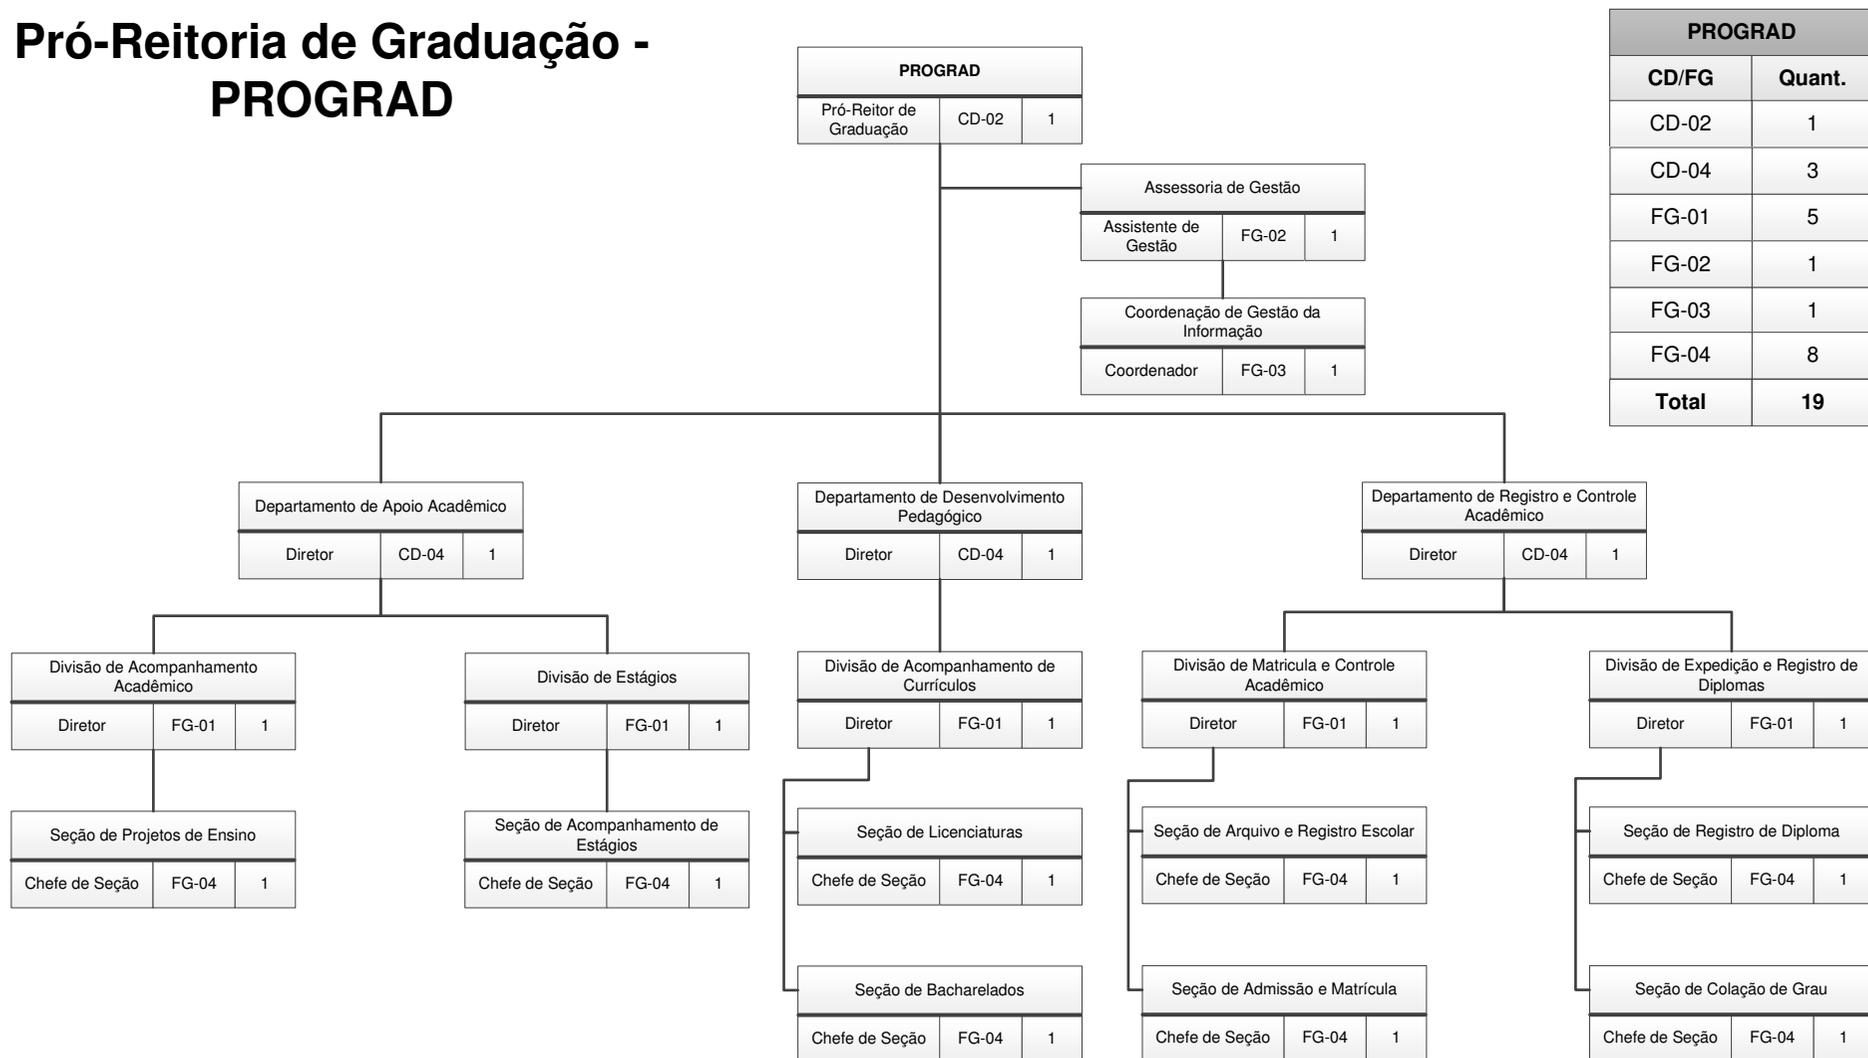 Pró-Reitoria de Graduação -
PROGRAD
PROGRAD
Pró-Reitor de
Graduação
CD-02
1
Assessoria de Gestão
Assistente de
Gestão
FG-02
1
Coordenação de Gestão da
Informação
Coordenador
FG-03
1
PROGRAD
CD/FG Quant.
CD-02 1
CD-04 3
FG-01 5
FG-02 1
FG-03 1
FG-04 8
Total 19
Departamento de Apoio Acadêmico
Diretor CD-04 1
Departamento de Desenvolvimento
Pedagógico
Diretor CD-04 1
Departamento de Registro e Controle
Acadêmico
Diretor CD-04 1
Divisão de Acompanhamento
Acadêmico
Diretor FG-01 1
Divisão de Estágios
Diretor FG-01 1
Divisão de Acompanhamento de
Currículos
Diretor FG-01 1
Divisão de Matricula e Controle
Acadêmico
Diretor FG-01 1
Divisão de Expedição e Registro de
Diplomas
Diretor FG-01 1
Seção de Projetos de Ensino
Chefe de Seção FG-04 1
Seção de Acompanhamento de
Estágios
Chefe de Seção FG-04 1
Seção de Licenciaturas
Chefe de Seção FG-04 1
Seção de Arquivo e Registro Escolar
Chefe de Seção FG-04 1
Seção de Registro de Diploma
Chefe de Seção FG-04 1
Seção de Bacharelados
Chefe de Seção FG-04 1
Seção de Admissão e Matrícula
Chefe de Seção FG-04 1
Seção de Colação de Grau
Chefe de Seção FG-04 1